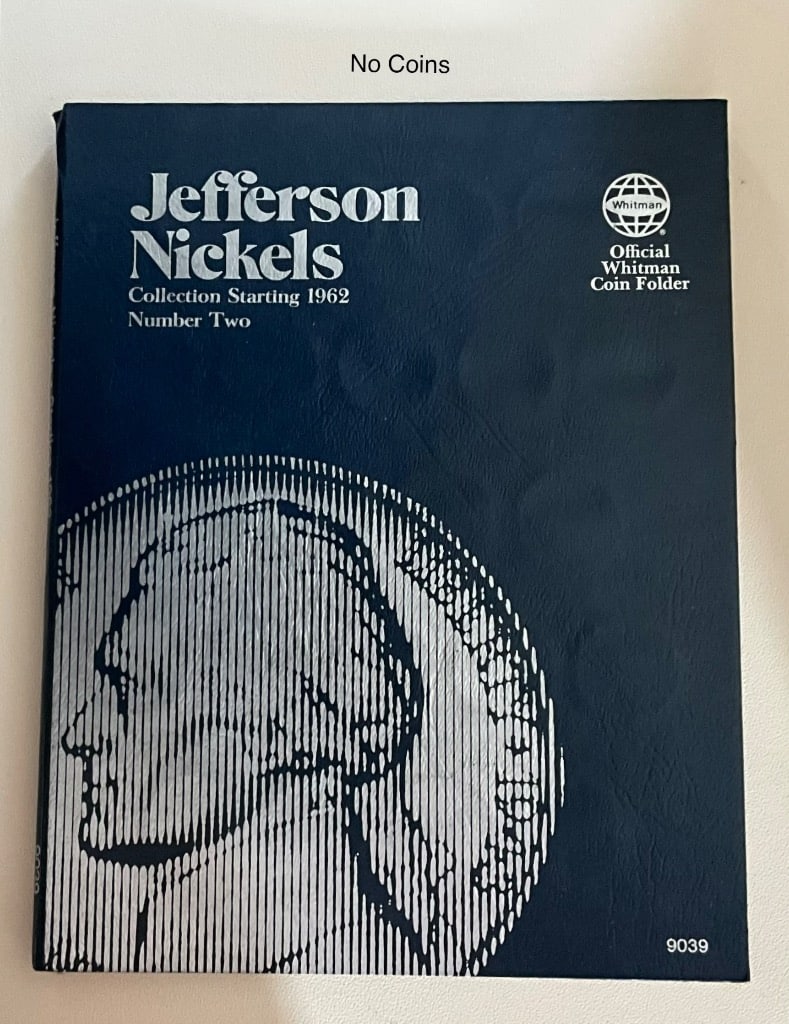 No Coins
Jefferson
Nickels
Collection Starting 1962
Number Two
Whitman
®
Official
Whitman
Coin Folder
9039